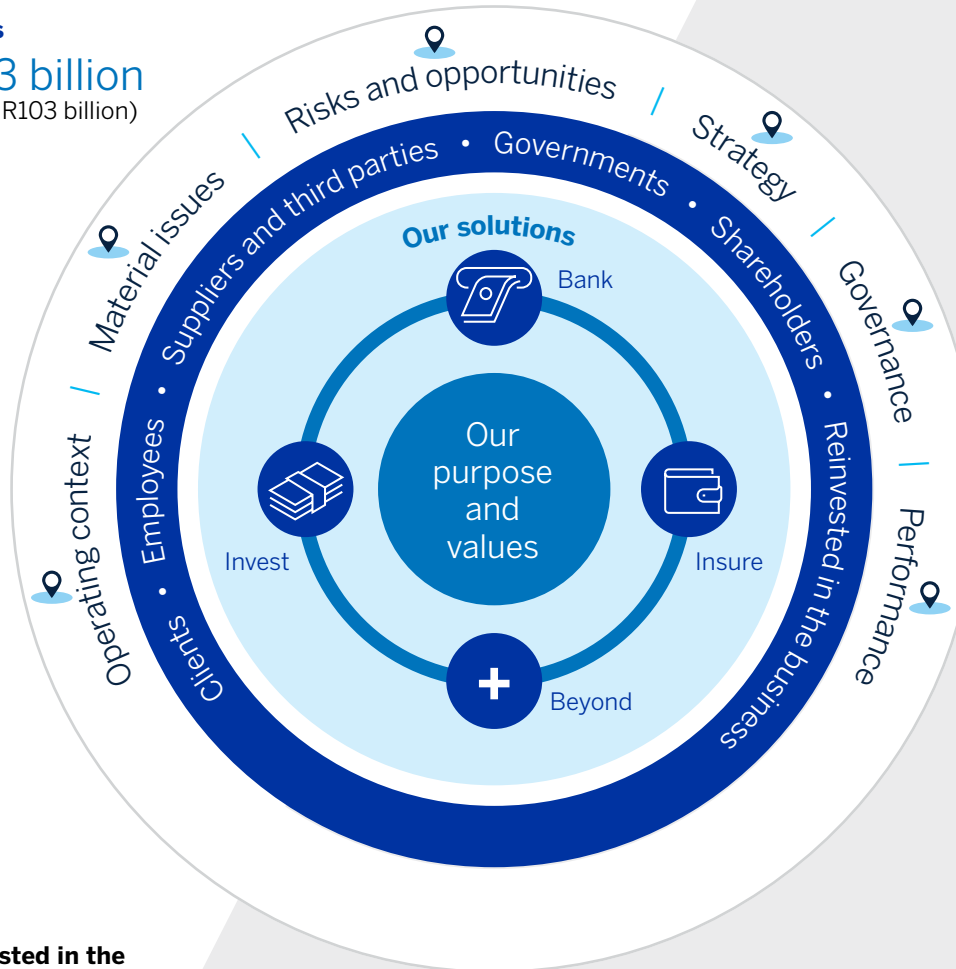 s
3 billion
R103 billion)
Operating context | Material issues | Risks and opportunities | Strategy | Governance | Performance
Clients • Employees • Suppliers and third parties • Governments • Shareholders • Reinvested in the business
Our solutions
Bank
Our
purpose
and
values
Invest
Insure
Beyond
sted in the